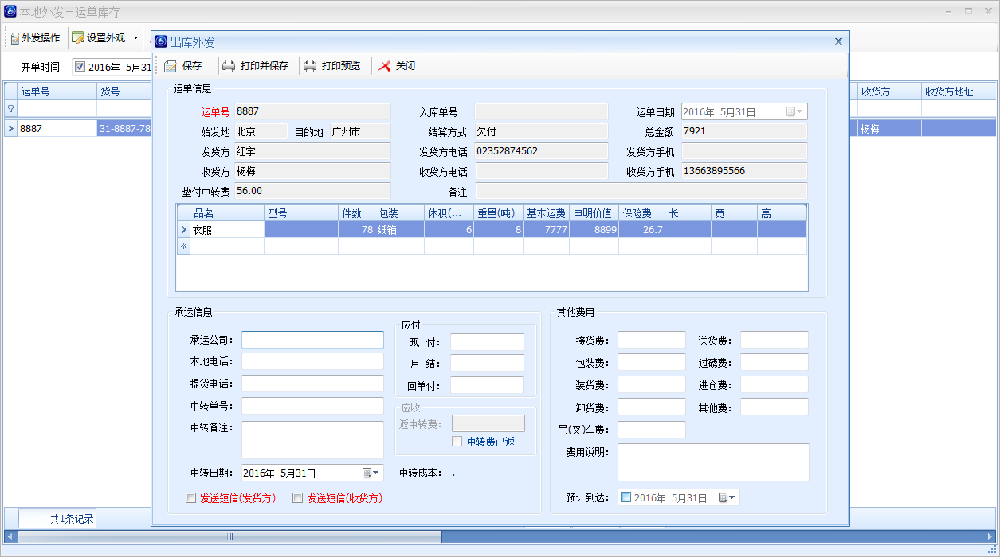 本地外发－运单库存
外发操作 设置外观
出库外发
开单时间 2016年 5月31
保存 打印并保存 打印预览 关闭
运单号 货号 收货方 收货方地址
8887 31-8887-78 杨梅
运单信息
运单号 8887 入库单号 运单日期 2016年 5月31日
始发地 北京 目的地 广州市 结算方式 欠付 总金额 7921
发货方 红宇 发货方电话 02352874562 发货方手机
收货方 杨梅 收货方电话 收货方手机 13663895566
垫付中转费 56.00 备注
品名 型号 件数 包装 体积(... 重量(吨) 基本运费 申明价值 保险费 长 宽 高
衣服 78 纸箱 6 8 7777 8899 26.7
承运信息
承运公司：
本地电话：
提货电话：
中转单号：
中转备注：
中转日期： 2016年 5月31日
发送短信(发货方) 发送短信(收货方)
应付
现 付：
月 结：
回单付：
应收
返中转费：
中转费已返
中转成本： .
其他费用
接货费： 送货费：
包装费： 过磅费：
装货费： 进仓费：
卸货费： 其他费：
吊(叉)车费：
费用说明：
预计到达： 2016年 5月31日
共1条记录